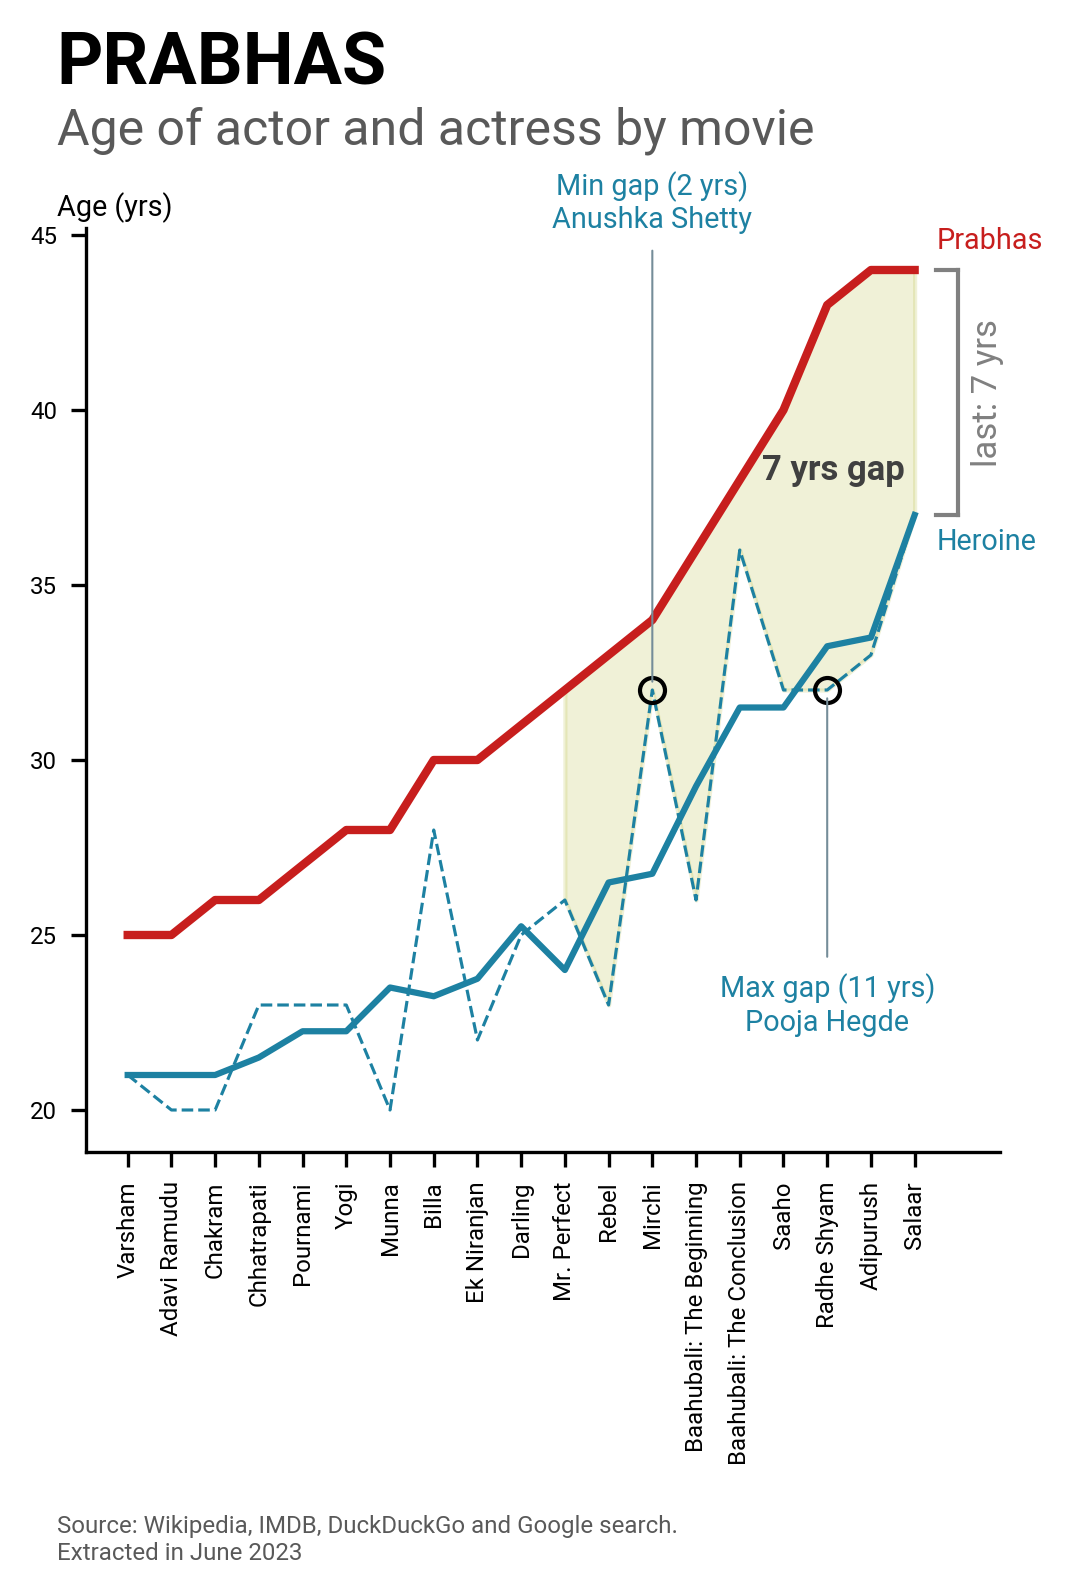 PRABHAS
Age of actor and actress by movie
Min gap (2 yrs)
Anushka Shetty
Age (yrs)
45
40
35
30
25
20
Prabhas
last: 7 yrs
7 yrs gap
Heroine
Max gap (11 yrs)
Pooja Hegde
Varsham
Adavi Ramudu
Chakram
Chhatrapati
Pournami
Yogi
Munna
Billa
Ek Niranjan
Darling
Mr. Perfect
Rebel
Mirchi
Baahubali: The Beginning
Baahubali: The Conclusion
Saaho
Radhe Shyam
Adipurush
Salaar
Source: Wikipedia, IMDB, DuckDuckGo and Google search.
Extracted in June 2023